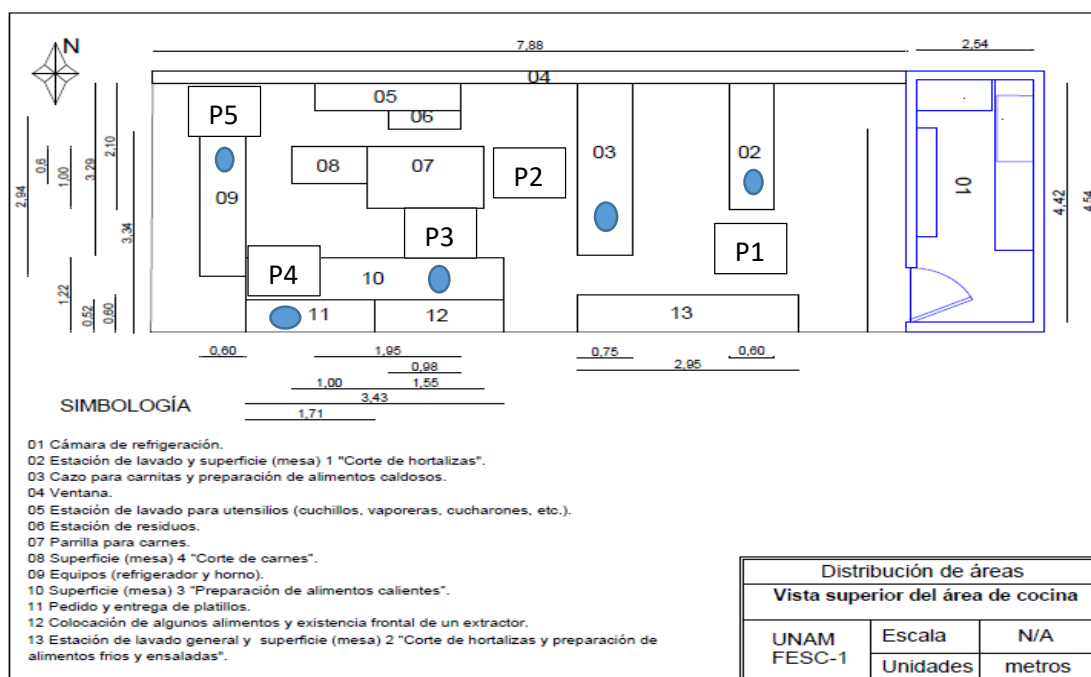 N
7,88
2,54
04
05
06
P5
03
02
08
07
P2
09
01
P3
P1
P4
10
11
12
13
2,94
0,6
1,00
3,29
2,10
3,34
1,22
0,52
0,60
4,42
4,54
0,60
1,95
0,75
0,60
0,98
2,95
1,00
1,55
3,43
1,71
SIMBOLOGÍA
01 Cámara de refrigeración.
02 Estación de lavado y superficie (mesa) 1 "Corte de hortalizas".
03 Cazo para carnitas y preparación de alimentos caldosos.
04 Ventana.
05 Estación de lavado para utensilios (cuchillos, vaporeras, cucharones, etc.).
06 Estación de residuos.
07 Parrilla para carnes.
08 Superficie (mesa) 4 "Corte de carnes".
09 Equipos (refrigerador y horno).
10 Superficie (mesa) 3 "Preparación de alimentos calientes".
11 Pedido y entrega de platillos.
12 Colocación de algunos alimentos y existencia frontal de un extractor.
13 Estación de lavado general y superficie (mesa) 2 "Corte de hortalizas y preparación de
alimentos frios y ensaladas".
Distribución de áreas
Vista superior del área de cocina
UNAM
FESC-1
Escala
N/A
Unidades
metros